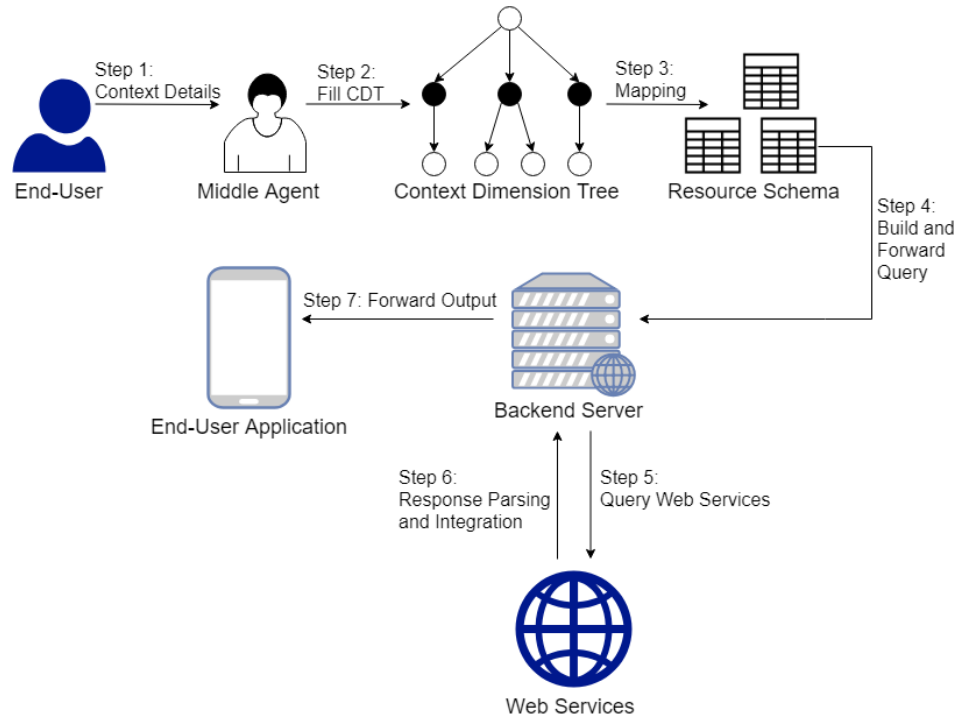 Step 1:
Context Details
Step 2:
Fill CDT
Step 3:
Mapping
End-User
Middle Agent
Context Dimension Tree
Resource Schema
Step 4:
Build and
Forward
Query
Step 7: Forward Output
End-User Application
Backend Server
Step 6:
Response Parsing
and Integration
Step 5:
Query Web Services
Web Services